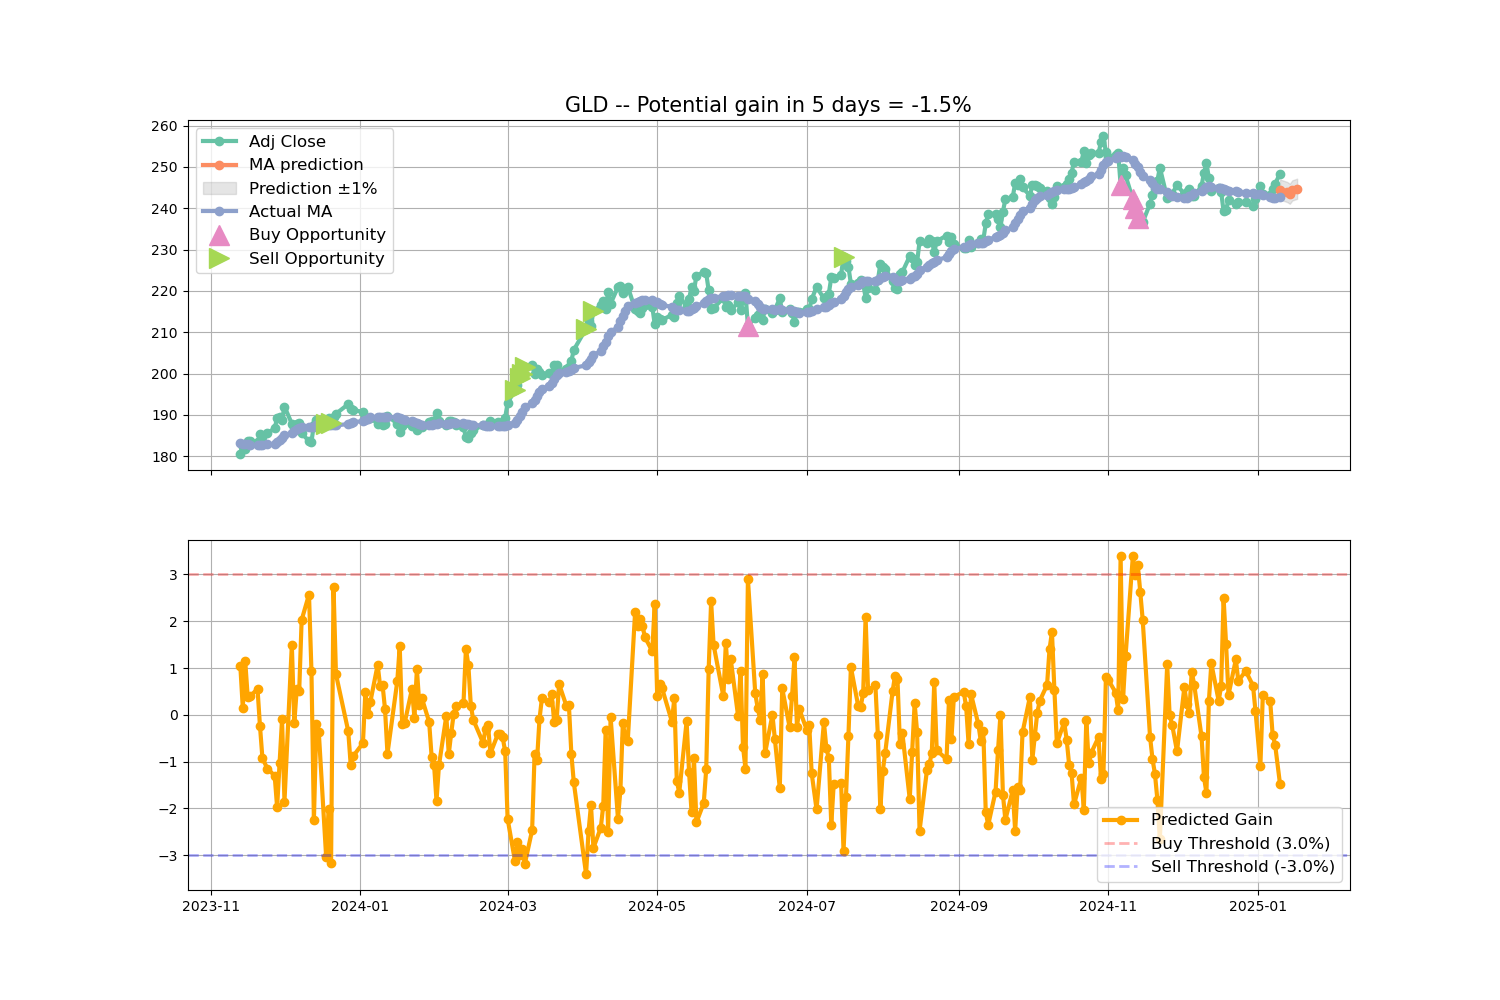 GLD -- Potential gain in 5 days = -1.5%
260
250
240
230
220
210
200
190
180
Adj Close
MA prediction
Prediction ±1%
Actual MA
Buy Opportunity
Sell Opportunity
3
2
1
0
−1
−2
−3
Predicted Gain
Buy Threshold (3.0%)
Sell Threshold (-3.0%)
2023-11
2024-01
2024-03
2024-05
2024-07
2024-09
2024-11
2025-01